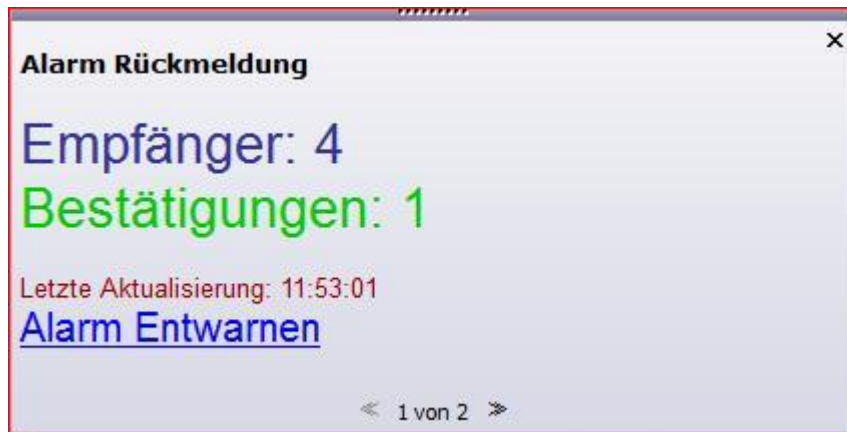 Alarm Rückmeldung
Empfänger: 4
Bestätigungen: 1
Letzte Aktualisierung: 11:53:01
Alarm Entwarnen
1 von 2